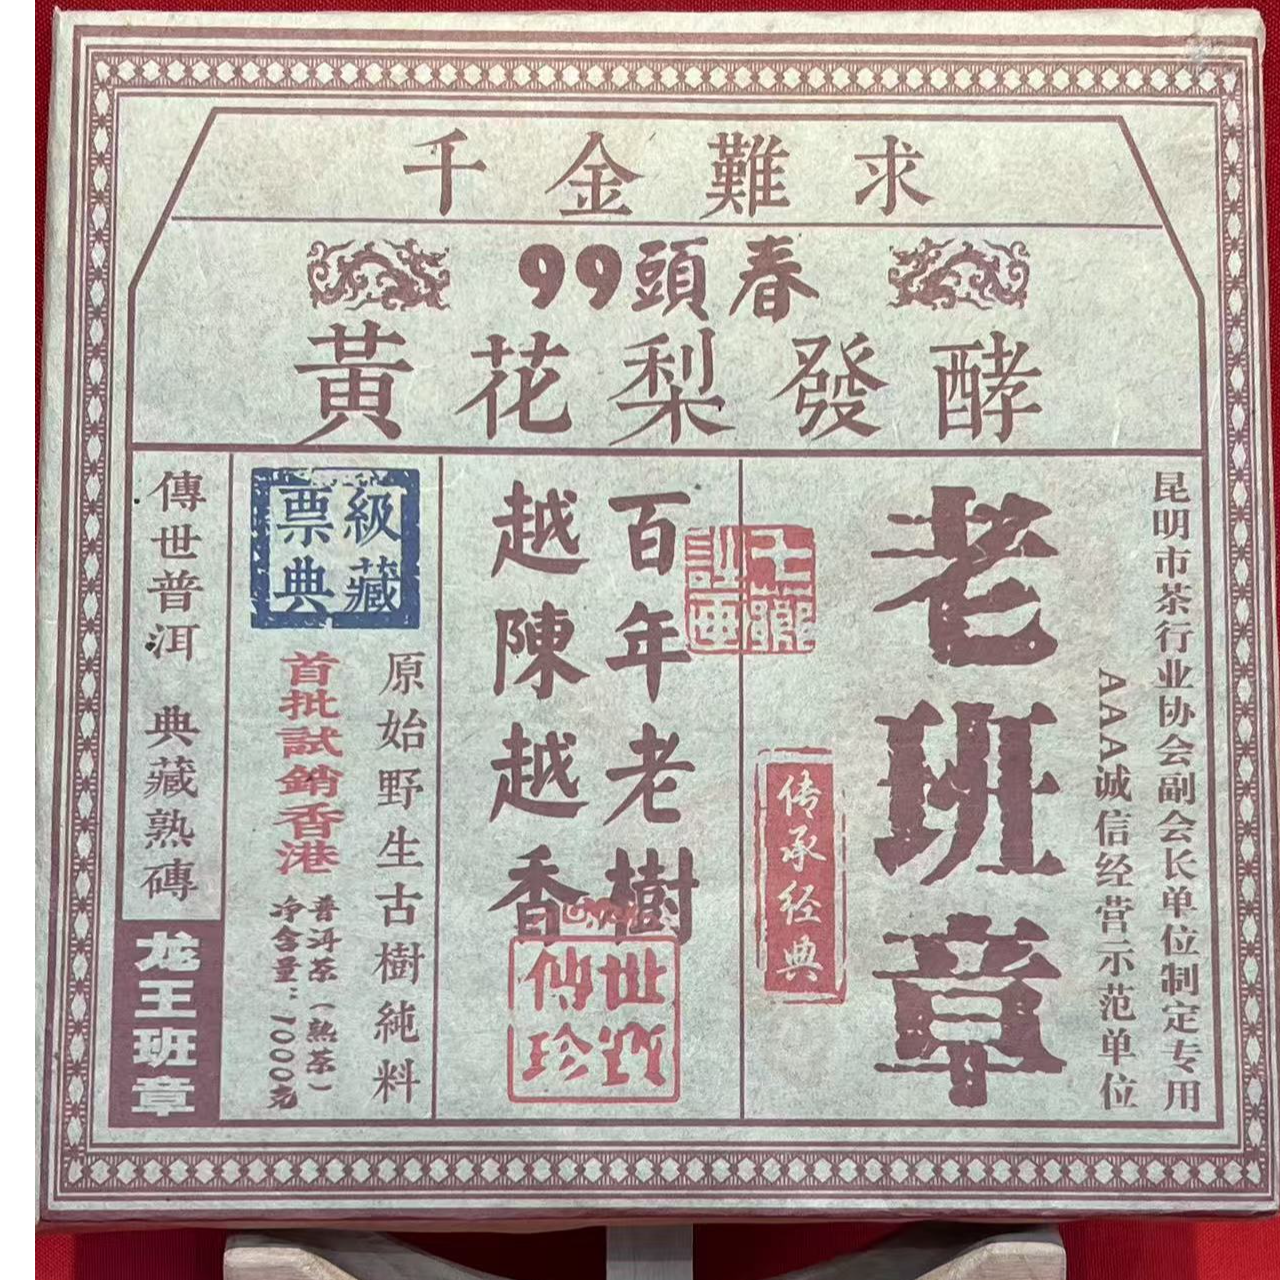 千金難求
99頭春
黃花梨發酵
昆明市茶行业协会副会长单位制定专用
AAA诚信经营示范单位
老班章
传承经典
百年老樹
越陳越香
級藏
票典
原始野生古樹純料
首批試銷香港
普洱茶（熟茶）
净含量：1000克
傳世普洱 典藏熟磚
龙王班章